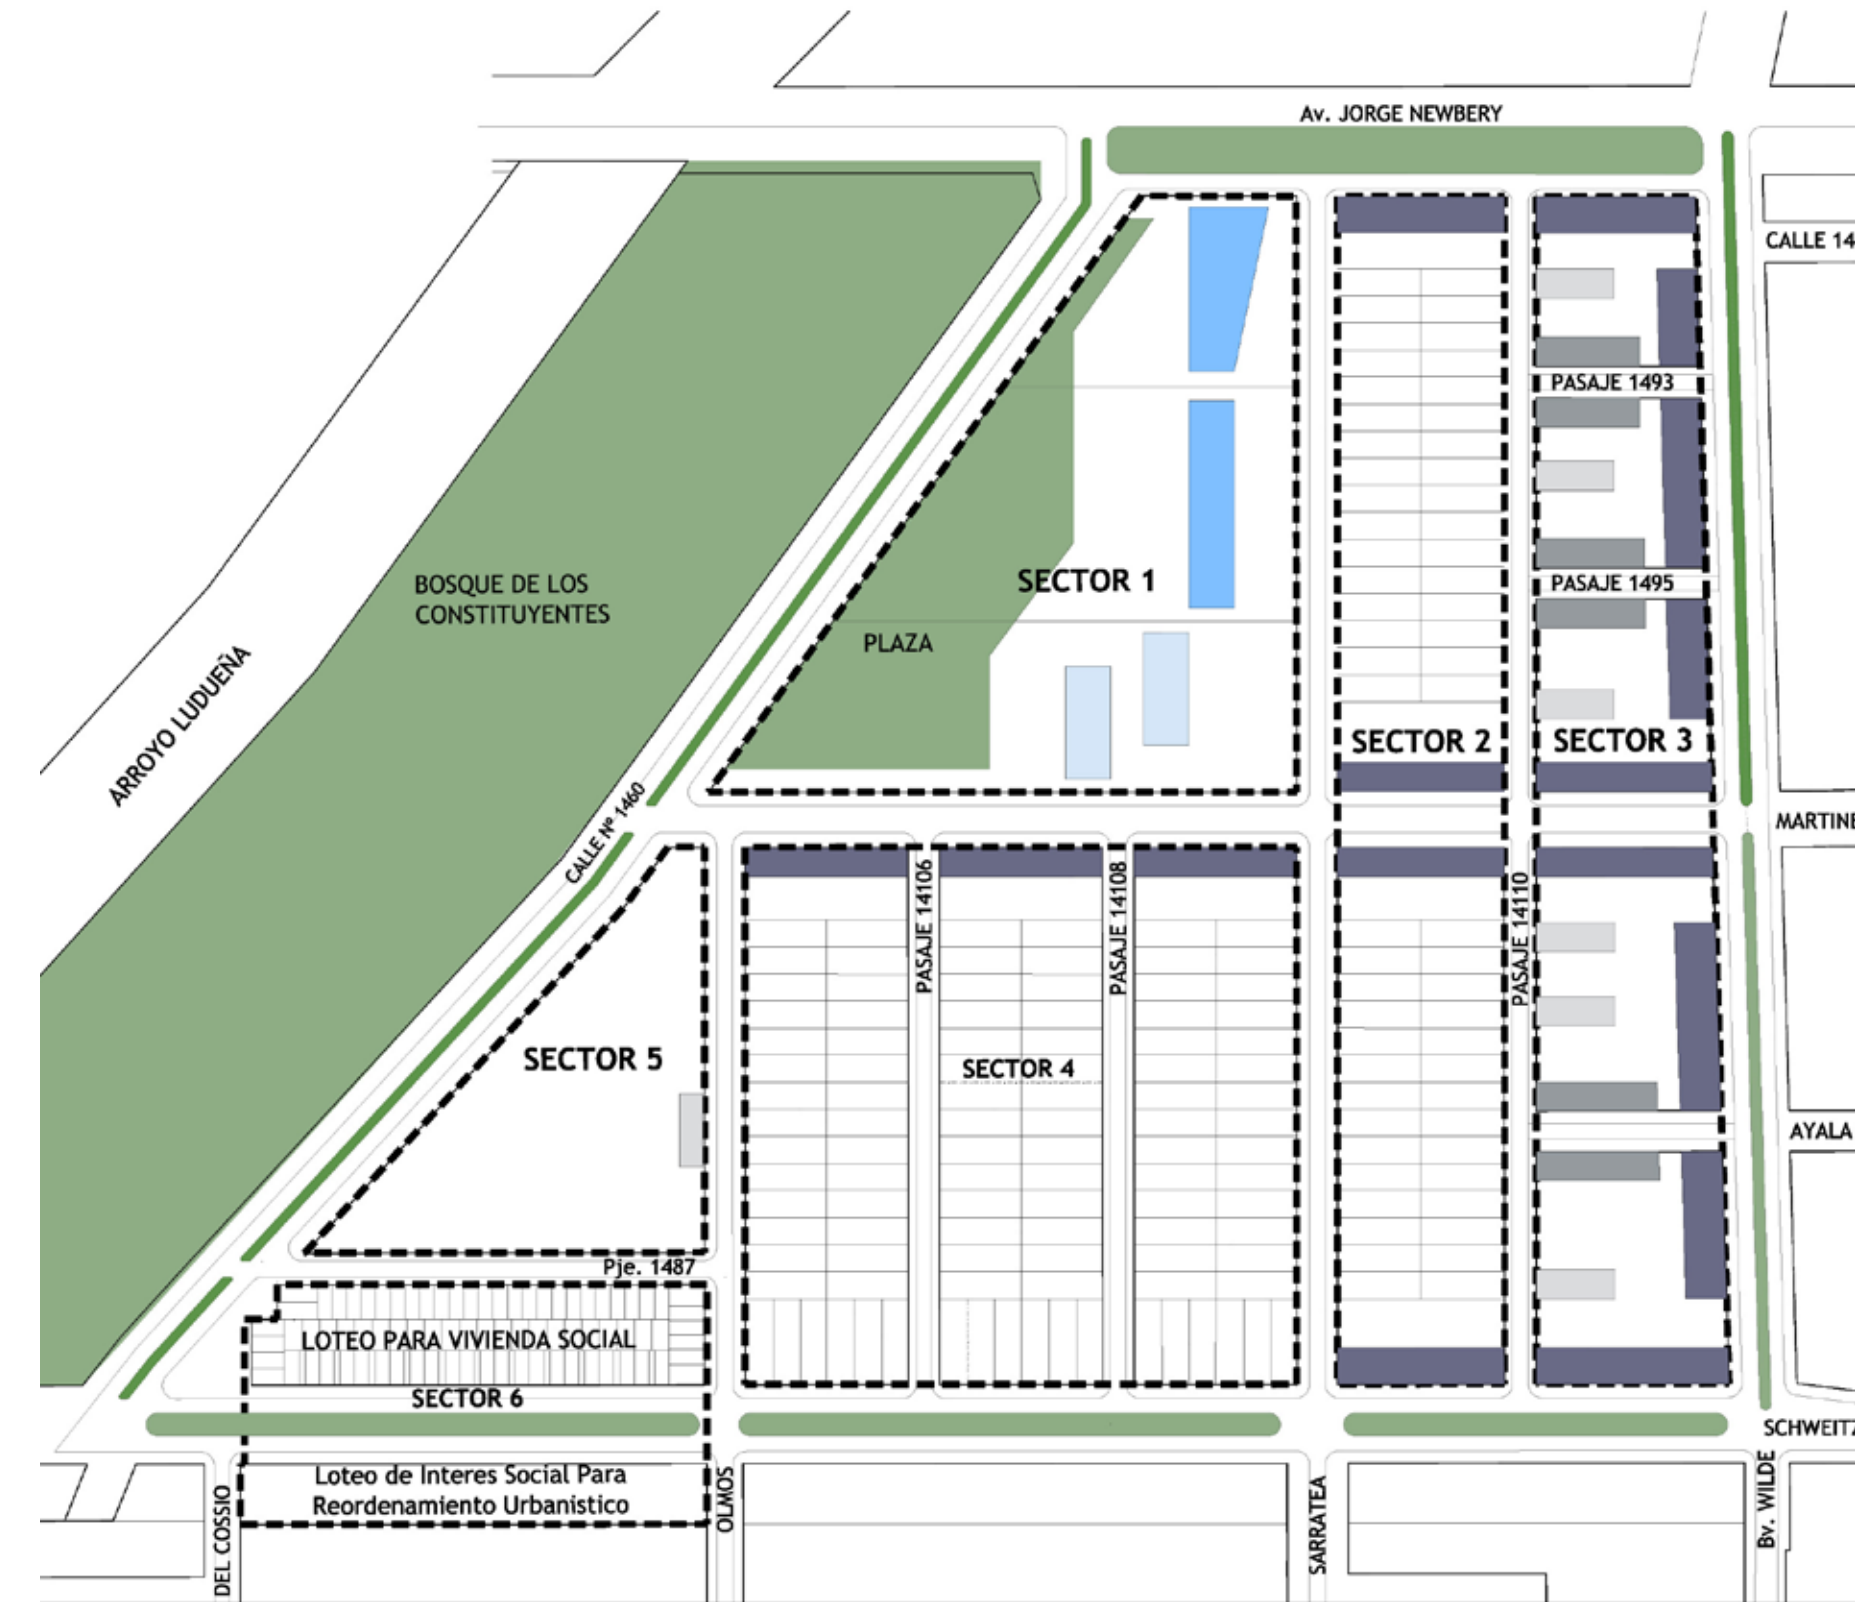 Av. JORGE NEWBERY
CALLE 14
PASAJE 1493
BOSQUE DE LOS
CONSTITUYENTES
SECTOR 1
PASAJE 1495
PLAZA
ARROYO LUDUEÑA
SECTOR 2
SECTOR 3
CALLE Nº 1460
MARTINE
PASAJE 14106
PASAJE 14108
PASAJE 14110
SECTOR 5
SECTOR 4
AYALA
Pje. 1487
LOTEO PARA VIVIENDA SOCIAL
SECTOR 6
SCHWEITZ
Loteo de Interes Social Para
Reordenamiento Urbanistico
DEL COSSIO
OLMOS
SARRATEA
Bv. WILDE